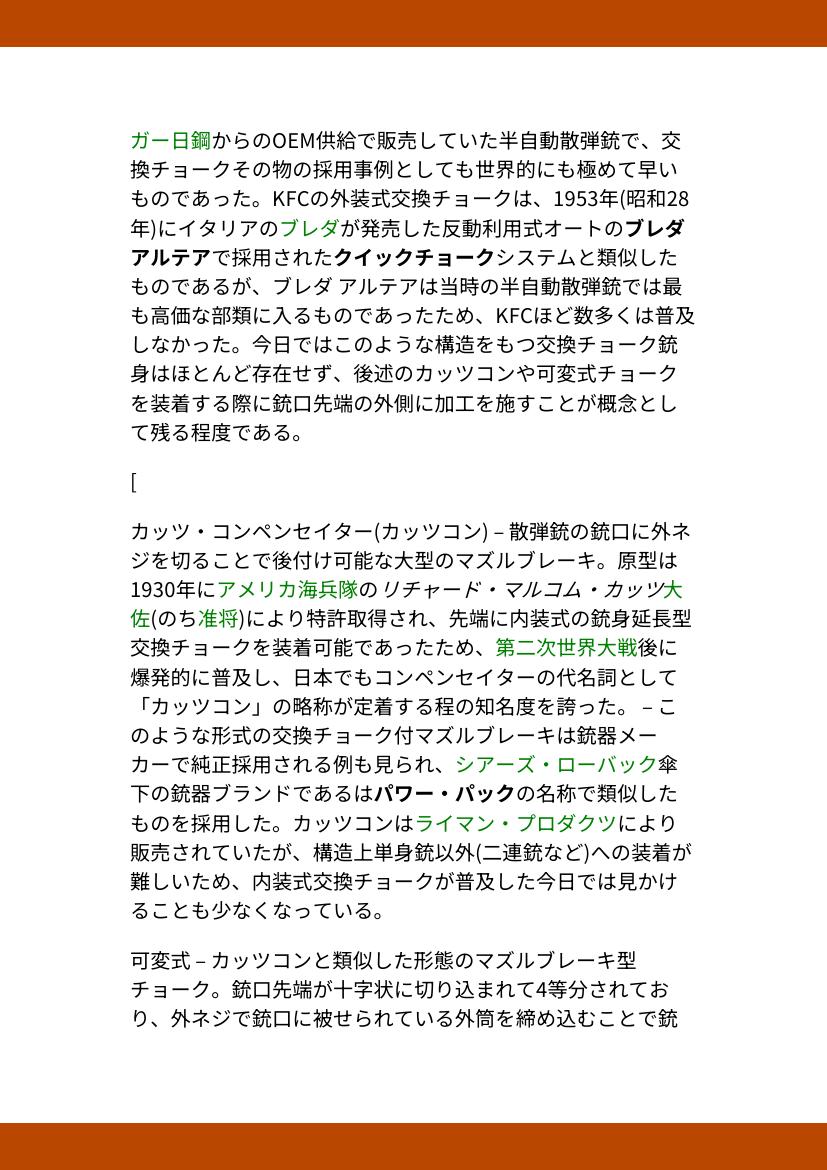 ガー日鋼からのOEM供給で販売していた半自動散弾銃で、交
換チョークその物の採用事例としても世界的にも極めて早い
ものであった。KFCの外装式交換チョークは、1953年(昭和28
年)にイタリアのブレダが発売した反動利用式オートのブレダ
アルテアで採用されたクイックチョークシステムと類似した
ものであるが、ブレダ アルテアは当時の半自動散弾銃では最
も高価な部類に入るものであったため、KFCほど数多くは普及
しなかった。今日ではこのような構造をもつ交換チョーク銃
身はほとんど存在せず、後述のカッツコンや可変式チョーク
を装着する際に銃口先端の外側に加工を施すことが概念とし
て残る程度である。
[
カッツ・コンペンセイター(カッツコン) – 散弾銃の銃口に外ネ
ジを切ることで後付け可能な大型のマズルブレーキ。原型は
1930年にアメリカ海兵隊のリチャード・マルコム・カッツ大
佐(のち准将)により特許取得され、先端に内装式の銃身延長型
交換チョークを装着可能であったため、第二次世界大戦後に
爆発的に普及し、日本でもコンペンセイターの代名詞として
「カッツコン」の略称が定着する程の知名度を誇った。 – こ
のような形式の交換チョーク付マズルブレーキは銃器メー
カーで純正採用される例も見られ、シアーズ・ローバック傘
下の銃器ブランドであるはパワー・パックの名称で類似した
ものを採用した。カッツコンはライマン・プロダクツにより
販売されていたが、構造上単身銃以外(二連銃など)への装着が
難しいため、内装式交換チョークが普及した今日では見かけ
ることも少なくなっている。
可変式 – カッツコンと類似した形態のマズルブレーキ型
チョーク。銃口先端が十字状に切り込まれて4等分されてお
り、外ネジで銃口に被せられている外筒を締め込むことで銃